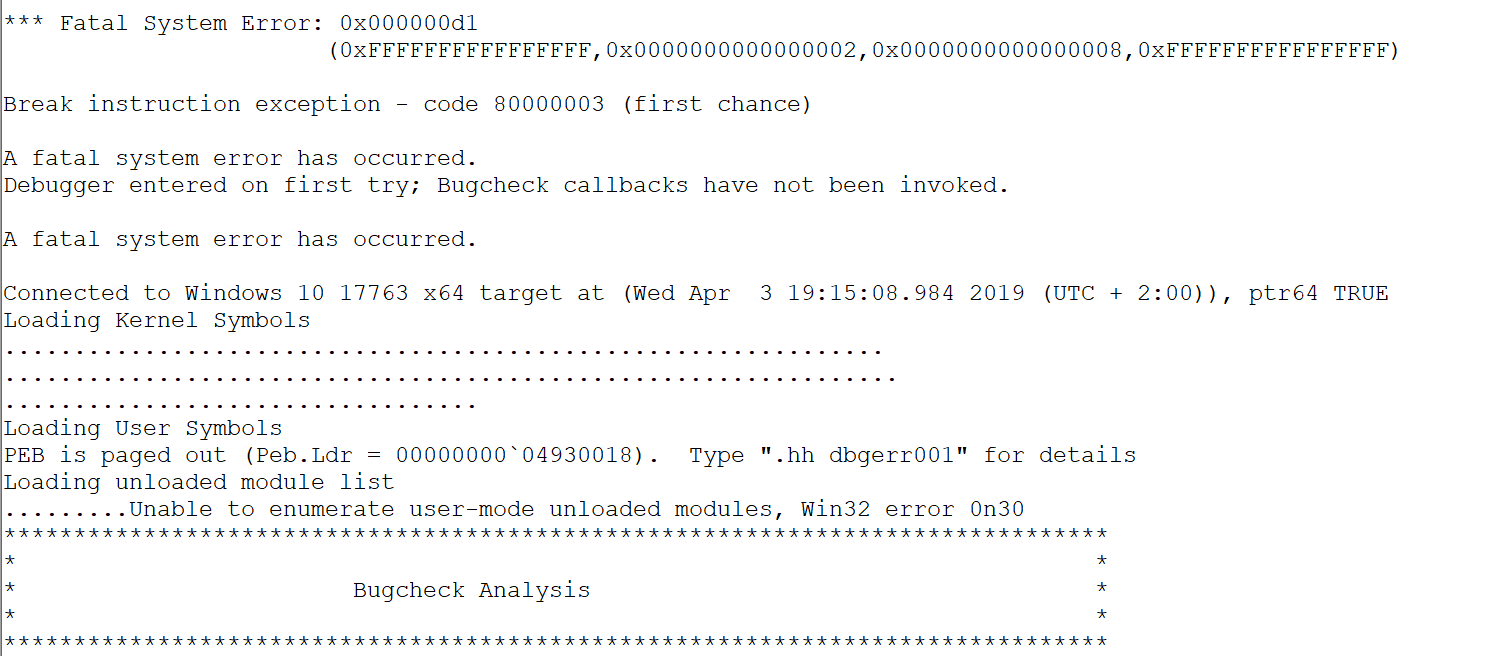 *** Fatal System Error: 0x000000d1
(0xFFFFFFFFFFFFFFFF,0x0000000000000002,0x0000000000000008,0xFFFFFFFFFFFFFFFF)
Break instruction exception - code 80000003 (first chance)
A fatal system error has occurred.
Debugger entered on first try; Bugcheck callbacks have not been invoked.
A fatal system error has occurred.
Connected to Windows 10 17763 x64 target at (Wed Apr  3 19:15:08.984 2019 (UTC + 2:00)), ptr64 TRUE
Loading Kernel Symbols
...............................................................
................................................................
..................................
Loading User Symbols
PEB is paged out (Peb.Ldr = 00000000`04930018).  Type ".hh dbgerr001" for details
Loading unloaded module list
.........Unable to enumerate user-mode unloaded modules, Win32 error 0n30
*******************************************************************************
*                                                                             *
*                        Bugcheck Analysis                                    *
*                                                                             *
*******************************************************************************